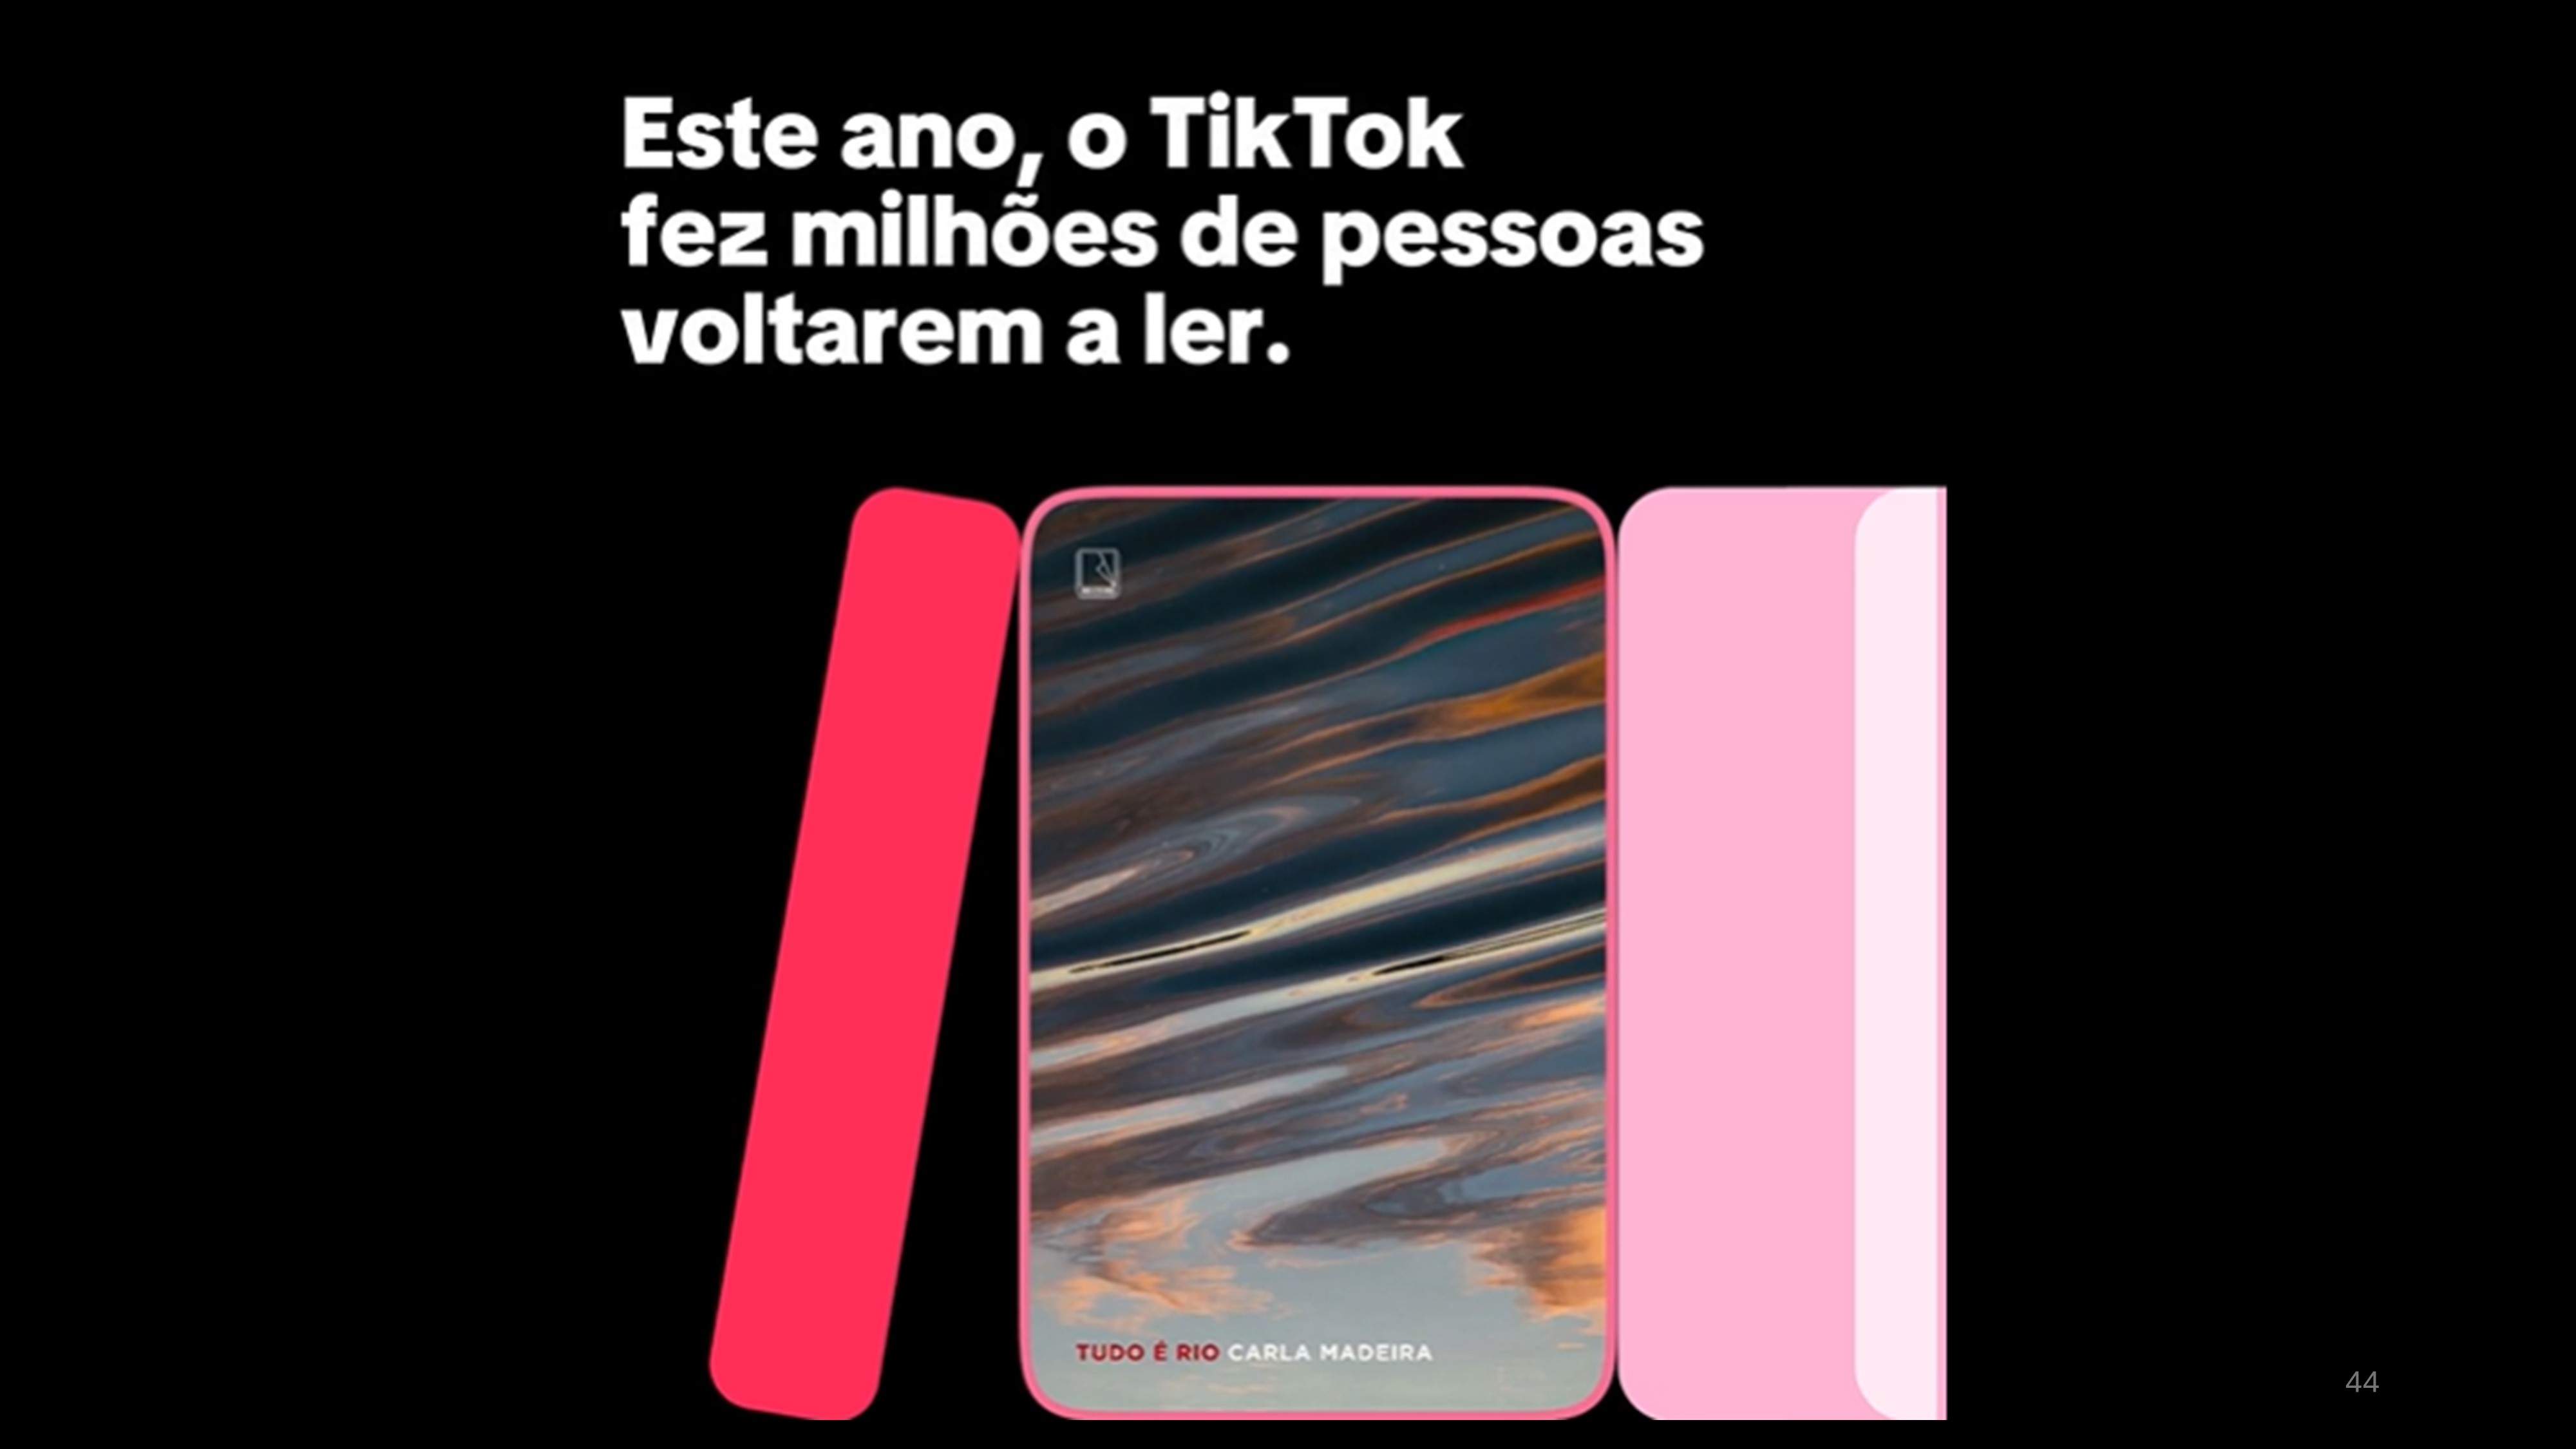 Este ano, o TikTok
fez milhões de pessoas
voltarem a ler.
TUDO É RIO CARLA MADEIRA
44